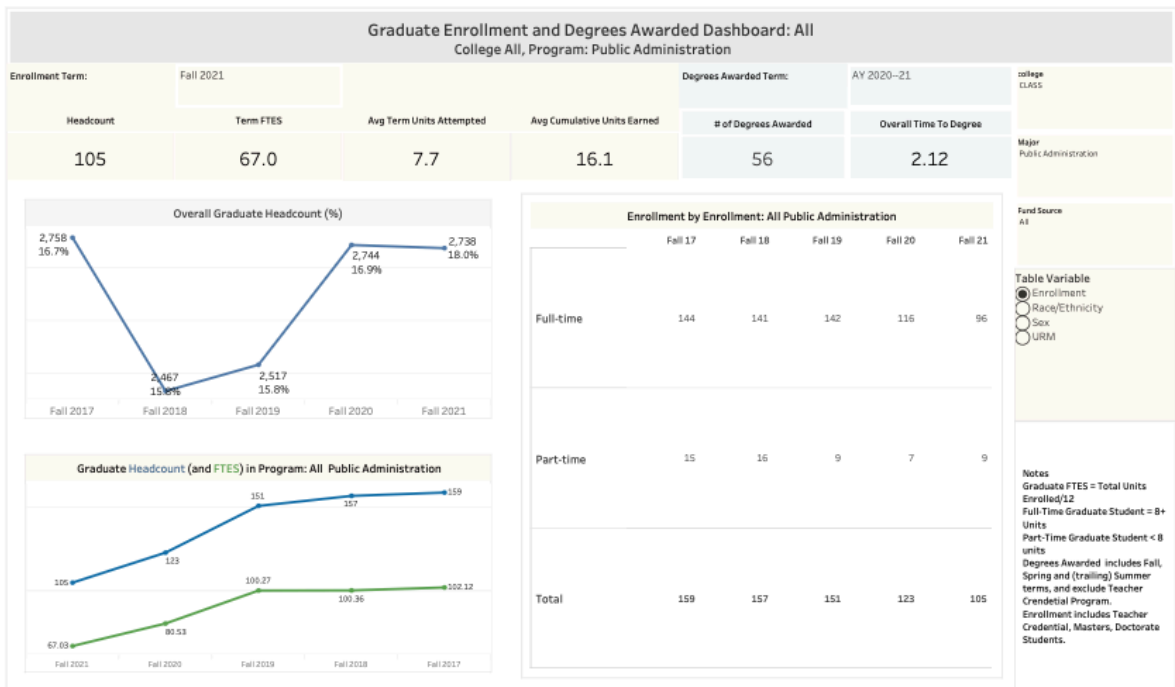 Graduate Enrollment and Degrees Awarded Dashboard: All
College All, Program: Public Administration
Enrollment Term:
Fall 2021
Degrees Awarded Term:
AY 2020--21
Headcount
Term FTES
Avg Term Units Attempted
Avg Cumulative Units Earned
# of Degrees Awarded
Overall Time To Degree
105
67.0
7.7
16.1
56
2.12
college
CLASS
Major
Public Administration
Fund Source
All
Table Variable
Enrollment
Race/Ethnicity
Sex
URM
Overall Graduate Headcount (%)
2,758
16.7%
2,467
15.8%
2,517
15.8%
2,744
16.9%
2,738
18.0%
Fall 2017 Fall 2018 Fall 2019 Fall 2020 Fall 2021
Graduate Headcount (and FTES) in Program: All Public Administration
105 123 151 157 159
67.03 80.53 100.27 100.36 102.12
Fall 2021 Fall 2020 Fall 2019 Fall 2018 Fall 2017
Enrollment by Enrollment: All Public Administration
Fall 17 Fall 18 Fall 19 Fall 20 Fall 21
Full-time 144 141 142 116 96
Part-time 15 16 9 7 9
Total 159 157 151 123 105
Notes
Graduate FTES = Total Units
Enrolled/12
Full-Time Graduate Student = 8+
Units
Part-Time Graduate Student < 8
units
Degrees Awarded includes Fall,
Spring and (trailing) Summer
terms, and exclude Teacher
Crendetial Program.
Enrollment includes Teacher
Credential, Masters, Doctorate
Students.